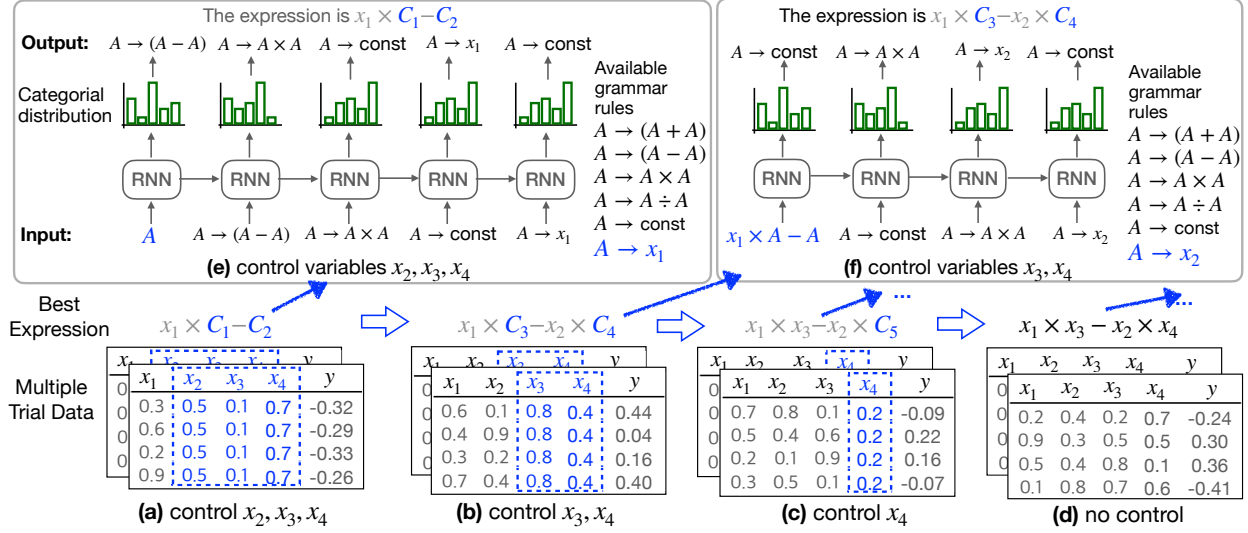 The expression is x₁ × C₁−C₂
Output: A → (A − A) A → A × A A → const A → x₁ A → const
Categorial distribution
Available grammar rules
A → (A + A)
A → (A − A)
A → A × A
A → A ÷ A
A → const
A → x₁
RNN RNN RNN RNN RNN
Input: A A → (A − A) A → A × A A → const A → x₁
(e) control variables x₂, x₃, x₄
The expression is x₁ × C₃−x₂ × C₄
A → const A → A × A A → x₂ A → const
Available grammar rules
A → (A + A)
A → (A − A)
A → A × A
A → A ÷ A
A → const
A → x₂
RNN RNN RNN RNN
x₁ × A − A A → const A → A × A A → x₂
(f) control variables x₃, x₄
... ...
Best Expression
x₁ × C₁−C₂ x₁ × C₃−x₂ × C₄ x₁ × x₃−x₂ × C₅ x₁ × x₃ − x₂ × x₄
Multiple Trial Data
y
x₁ x₂ x₃ x₄ y
0.3 0.5 0.1 0.7 -0.32
0.6 0.5 0.1 0.7 -0.29
0.2 0.5 0.1 0.7 -0.33
0.9 0.5 0.1 0.7 -0.26
(a) control x₂, x₃, x₄
x₁ x₂ y
x₁ x₂ x₃ x₄ y
0.6 0.1 0.8 0.4 0.44
0.4 0.9 0.8 0.4 0.04
0.3 0.2 0.8 0.4 0.16
0.7 0.4 0.8 0.4 0.40
(b) control x₃, x₄
x₁ x₂ x₃ x₄ y
x₁ x₂ x₃ x₄ y
0.7 0.8 0.1 0.2 -0.09
0.5 0.4 0.6 0.2 0.22
0.2 0.1 0.9 0.2 0.16
0.3 0.5 0.1 0.2 -0.07
(c) control x₄
x₁ x₂ x₃ x₄ y
x₁ x₂ x₃ x₄ y
0.2 0.4 0.2 0.7 -0.24
0.9 0.3 0.5 0.5 0.30
0.5 0.4 0.8 0.1 0.36
0.1 0.8 0.7 0.6 -0.41
(d) no control